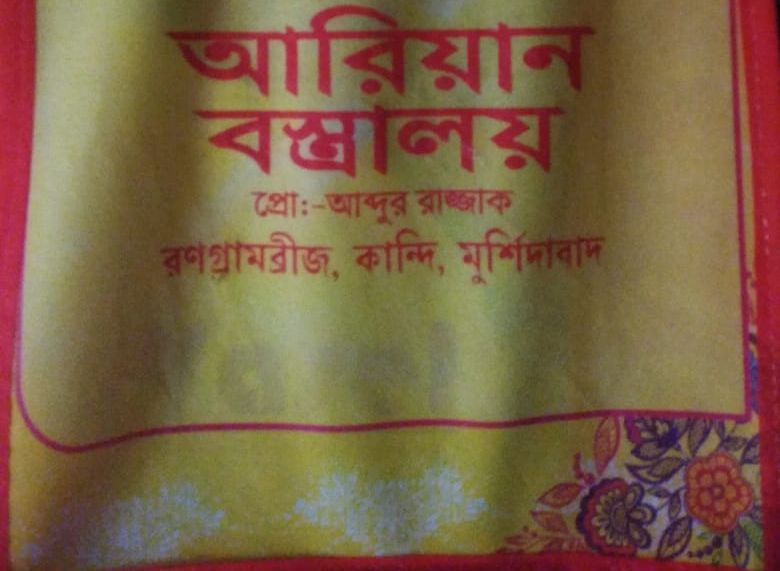 আরিয়ান
বস্ত্রালয়
প্রো:-আব্দুর রাজ্জাক
রণগ্রামব্রীজ, কান্দি, মুর্শিদাবাদ